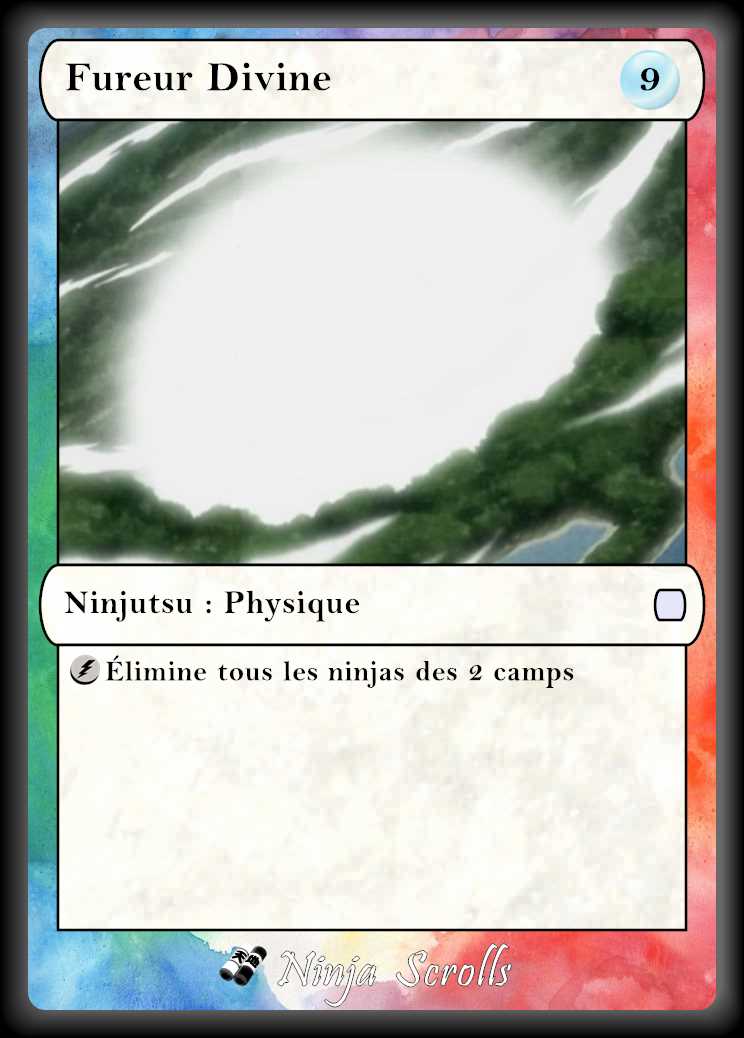 Fureur Divine
9
Ninjutsu : Physique
Élimine tous les ninjas des 2 camps
Ninja Scrolls